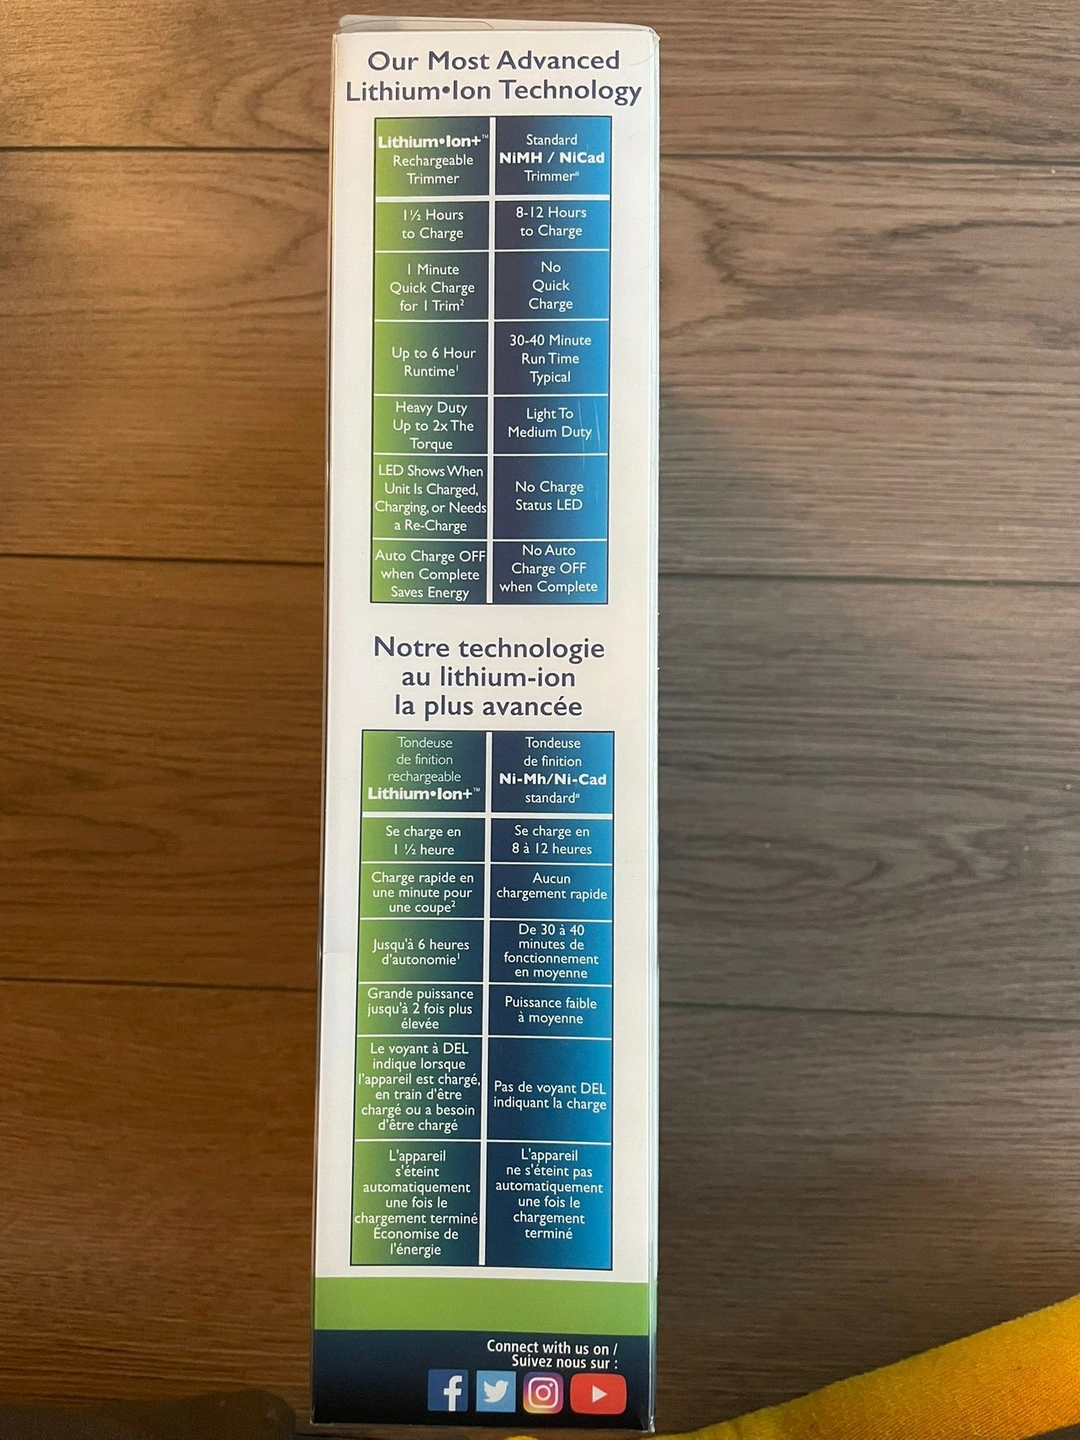 Our Most Advanced
Lithium•Ion Technology
Lithium•Ion+™
Rechargeable
Trimmer
Standard
NiMH / NiCad
Trimmer#
1½ Hours
to Charge
8-12 Hours
to Charge
1 Minute
Quick Charge
for 1 Trim²
No
Quick
Charge
Up to 6 Hour
Runtime¹
30-40 Minute
Run Time
Typical
Heavy Duty
Up to 2x The
Torque
Light To
Medium Duty
LED Shows When
Unit Is Charged,
Charging, or Needs
a Re-Charge
No Charge
Status LED
Auto Charge OFF
when Complete
Saves Energy
No Auto
Charge OFF
when Complete
Notre technologie
au lithium-ion
la plus avancée
Tondeuse
de finition
rechargeable
Lithium•Ion+™
Tondeuse
de finition
Ni-Mh/Ni-Cad
standard#
Se charge en
1 ½ heure
Se charge en
8 à 12 heures
Charge rapide en
une minute pour
une coupe²
Aucun
chargement rapide
Jusqu'à 6 heures
d'autonomie¹
De 30 à 40
minutes de
fonctionnement
en moyenne
Grande puissance
jusqu'à 2 fois plus
élevée
Puissance faible
à moyenne
Le voyant à DEL
indique lorsque
l'appareil est chargé,
en train d'être
chargé ou a besoin
d'être chargé
Pas de voyant DEL
indiquant la charge
L'appareil
s'éteint
automatiquement
une fois le
chargement terminé
Économise de
l'énergie
L'appareil
ne s'éteint pas
automatiquement
une fois le
chargement
terminé
Connect with us on /
Suivez nous sur :